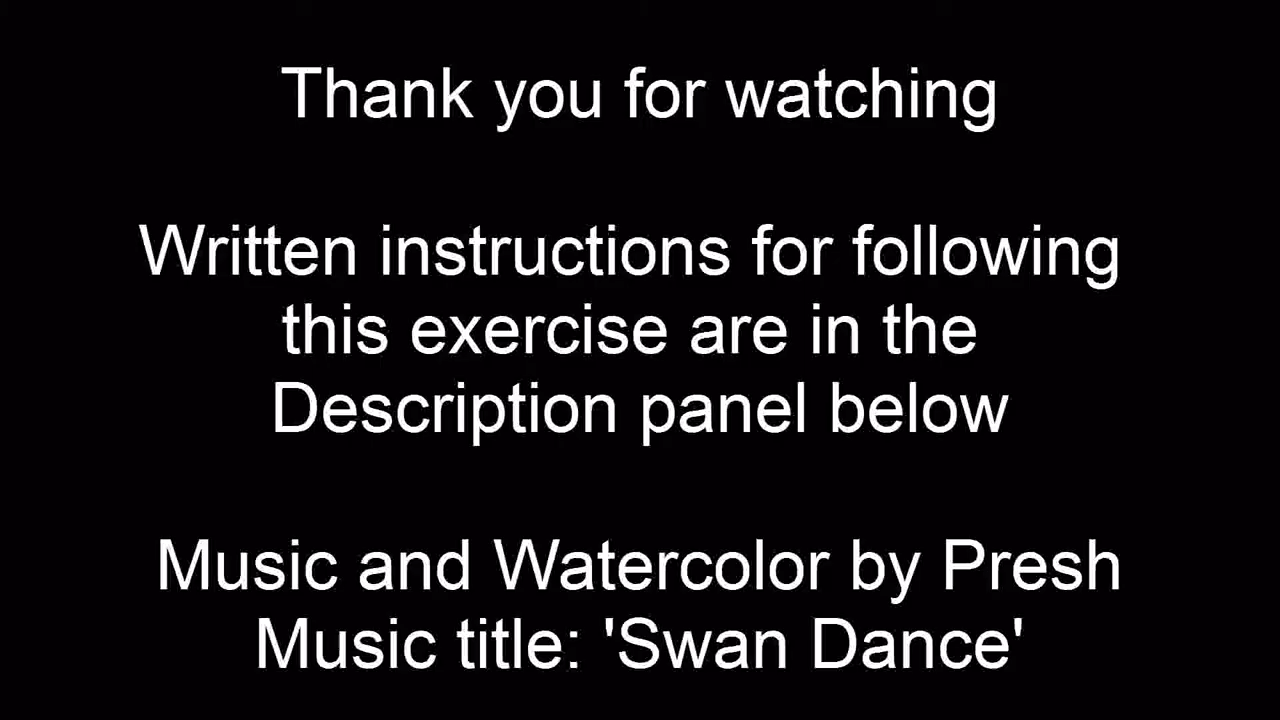 Thank you for watching
Written instructions for following
this exercise are in the
Description panel below
Music and Watercolor by Presh
Music title: 'Swan Dance'